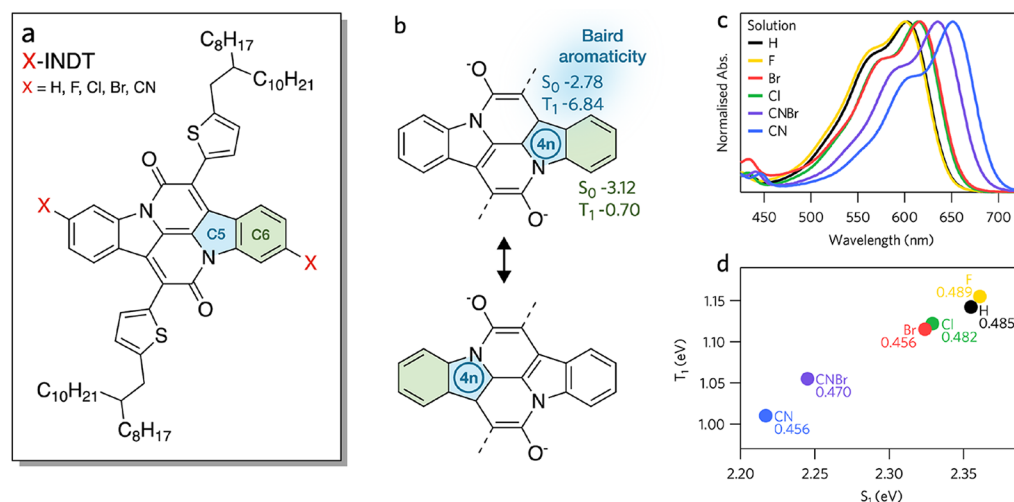 a
X-INDT
X = H, F, Cl, Br, CN
C8H17
C10H21
S
O
X
N
C5
C6
N
X
O
S
C10H21
C8H17
b
Baird
aromaticity
-O
S0 -2.78
T1 -6.84
N
4n
N
S0 -3.12
T1 -0.70
O-
-O
N
4n
N
O-
c
Solution
H
F
Br
Cl
CNBr
CN
Normalised Abs.
450 500 550 600 650 700
Wavelength (nm)
d
F
0.489
H
0.485
Cl
0.482
Br
0.456
CNBr
0.470
CN
0.456
1.15
1.10
1.05
1.00
T1 (eV)
2.20 2.25 2.30 2.35
S1 (eV)